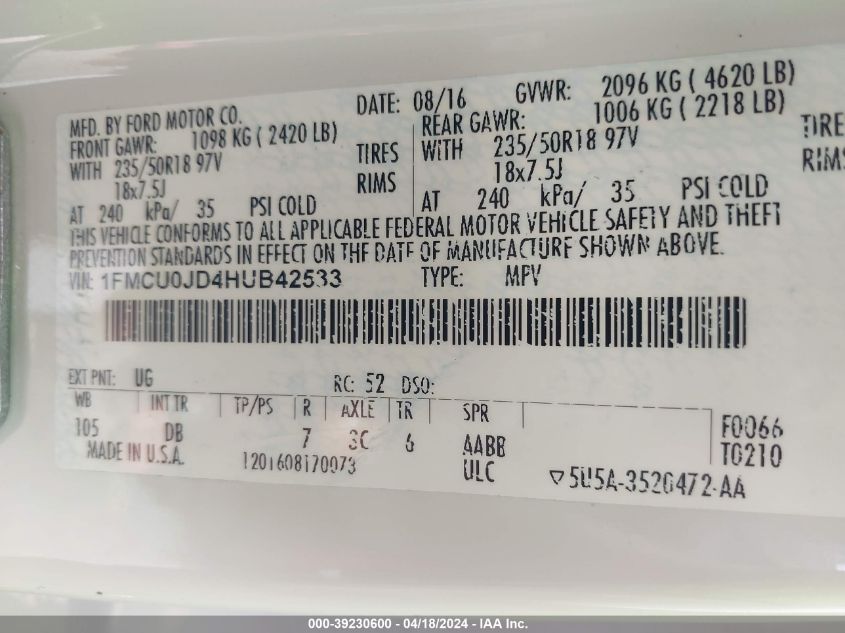 MFD. BY FORD MOTOR CO. DATE: 08/16 GVWR: 2096 KG ( 4620 LB)
FRONT GAWR: 1098 KG ( 2420 LB) REAR GAWR: 1006 KG ( 2218 LB)
WITH 235/50R18 97V TIRES WITH 235/50R18 97V TIRE
18x7.5J RIMS 18x7.5J RIMS
AT 240 kPa/ 35 PSI COLD AT 240 kPa/ 35 PSI COLD
THIS VEHICLE CONFORMS TO ALL APPLICABLE FEDERAL MOTOR VEHICLE SAFETY AND THEFT
PREVENTION STANDARDS IN EFFECT ON THE DATE OF MANUFACTURE SHOWN ABOVE.
VIN: 1FMCU0JD4HUB42533 TYPE: MPV
EXT PNT: UG RC: 52 DSO:
WB INT TR TP/PS R AXLE TR SPR
105 DB 7 3C 6 AABB F0066
MADE IN U.S.A. 1201608170073 ULC T0210
▽5U5A-3520472-AA
000-39230600 - 04/18/2024 - IAA Inc.